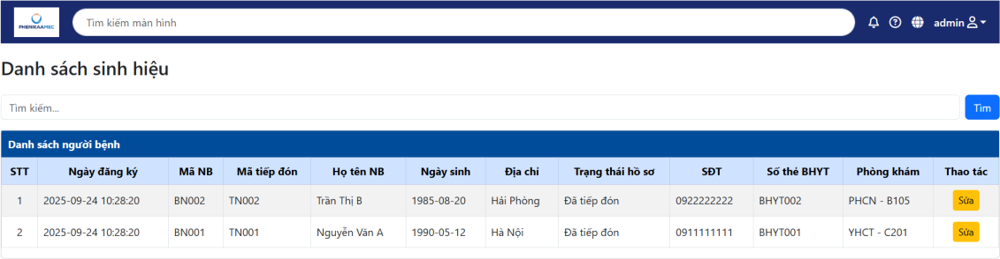 PHENIKAAMEC
Tìm kiếm màn hình
admin
Danh sách sinh hiệu
Tìm kiếm...
Tìm
Danh sách người bệnh
STT Ngày đăng ký Mã NB Mã tiếp đón Họ tên NB Ngày sinh Địa chỉ Trạng thái hồ sơ SĐT Số thẻ BHYT Phòng khám Thao tác
1 2025-09-24 10:28:20 BN002 TN002 Trần Thị B 1985-08-20 Hải Phòng Đã tiếp đón 0922222222 BHYT002 PHCN - B105 Sửa
2 2025-09-24 10:28:20 BN001 TN001 Nguyễn Văn A 1990-05-12 Hà Nội Đã tiếp đón 0911111111 BHYT001 YHCT - C201 Sửa